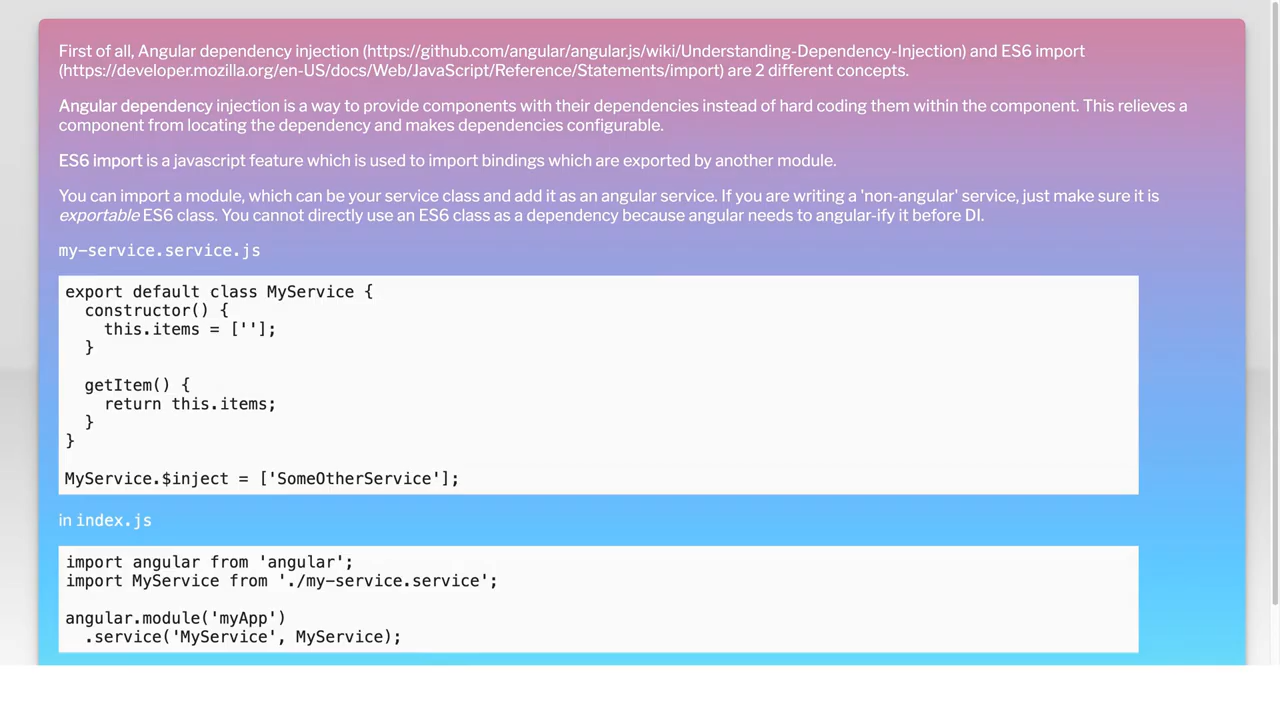 First of all, Angular dependency injection (https://github.com/angular/angular.js/wiki/Understanding-Dependency-Injection) and ES6 import
(https://developer.mozilla.org/en-US/docs/Web/JavaScript/Reference/Statements/import) are 2 different concepts.
Angular dependency injection is a way to provide components with their dependencies instead of hard coding them within the component. This relieves a
component from locating the dependency and makes dependencies configurable.
ES6 import is a javascript feature which is used to import bindings which are exported by another module.
You can import a module, which can be your service class and add it as an angular service. If you are writing a 'non-angular' service, just make sure it is
exportable ES6 class. You cannot directly use an ES6 class as a dependency because angular needs to angular-ify it before DI.
my-service.service.js
export default class MyService {
  constructor() {
    this.items = [''];
  }
  getItem() {
    return this.items;
  }
}
MyService.$inject = ['SomeOtherService'];
in index.js
import angular from 'angular';
import MyService from './my-service.service';
angular.module('myApp')
  .service('MyService', MyService);